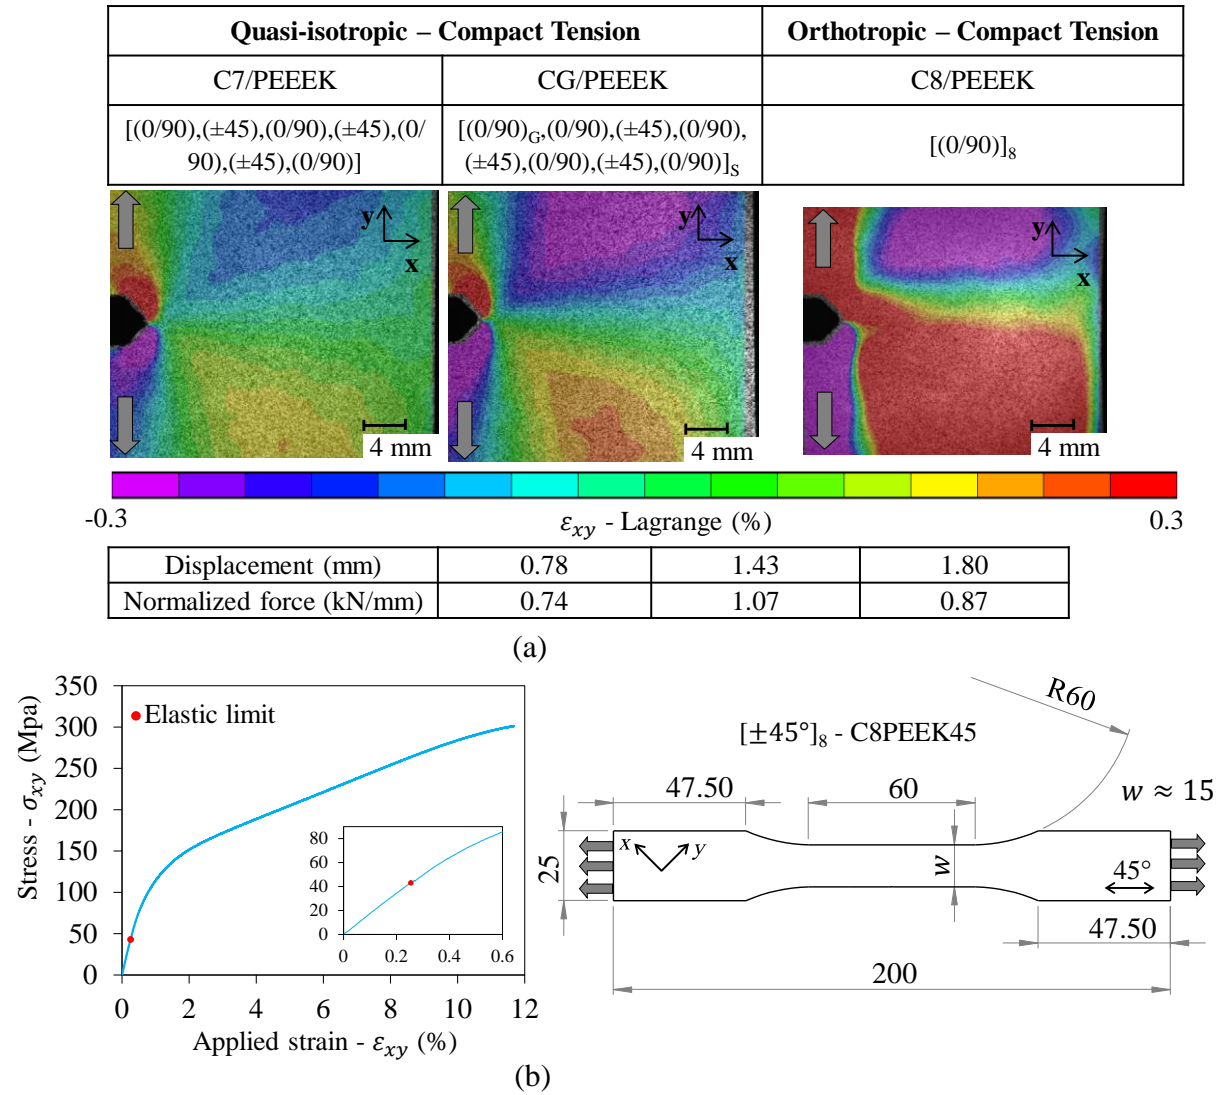 Quasi-isotropic – Compact Tension
Orthotropic – Compact Tension
C7/PEEEK
CG/PEEEK
C8/PEEK
[(0/90),(±45),(0/90),(±45),(0/
90),(±45),(0/90)]
[(0/90)G,(0/90),(±45),(0/90),
(±45),(0/90),(±45),(0/90)]S
[(0/90)]8
y
x
4 mm
y
x
4 mm
y
x
4 mm
-0.3
εxy - Lagrange (%)
0.3
Displacement (mm) 0.78 1.43 1.80
Normalized force (kN/mm) 0.74 1.07 0.87
(a)
Stress - σxy (Mpa)
350
300
250
200
150
100
50
0
Elastic limit
80
60
40
20
0
0 0.2 0.4 0.6
0 2 4 6 8 10 12
Applied strain - εxy (%)
[±45°]8 - C8PEEK45
R60
w ≈ 15
47.50
60
25
x
y
w
45°
47.50
200
(b)